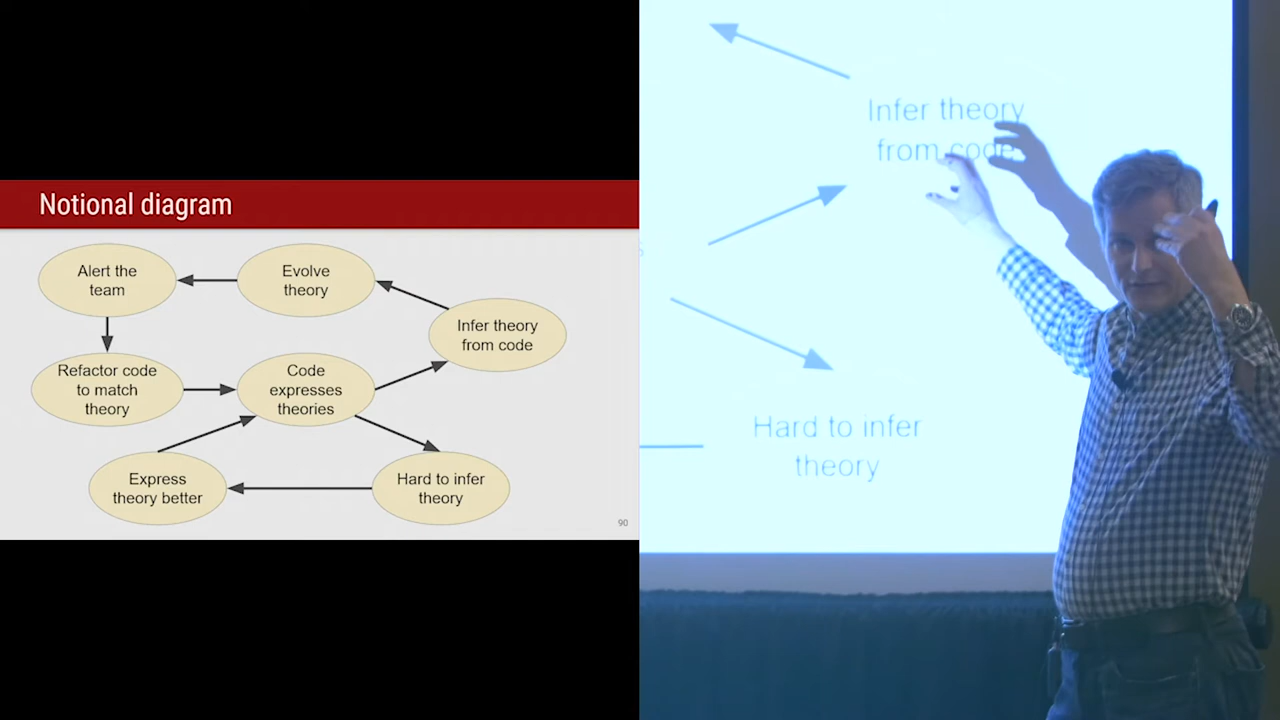 Notional diagram
Alert the
team
Evolve
theory
Infer theory
from code
Refactor code
to match
theory
Code
expresses
theories
Express
theory better
Hard to infer
theory
90
Infer theory
from code
Hard to infer
theory